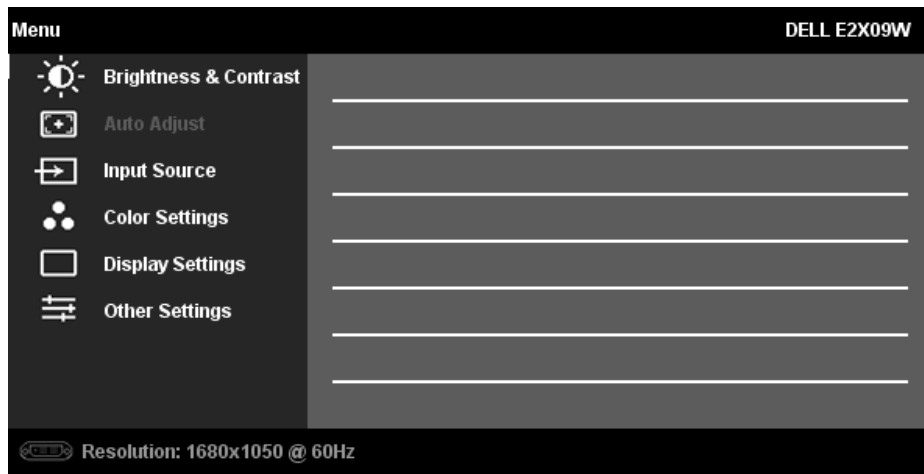 Menu DELL E2X09W
Brightness & Contrast
Auto Adjust
Input Source
Color Settings
Display Settings
Other Settings
Resolution: 1680x1050 @ 60Hz